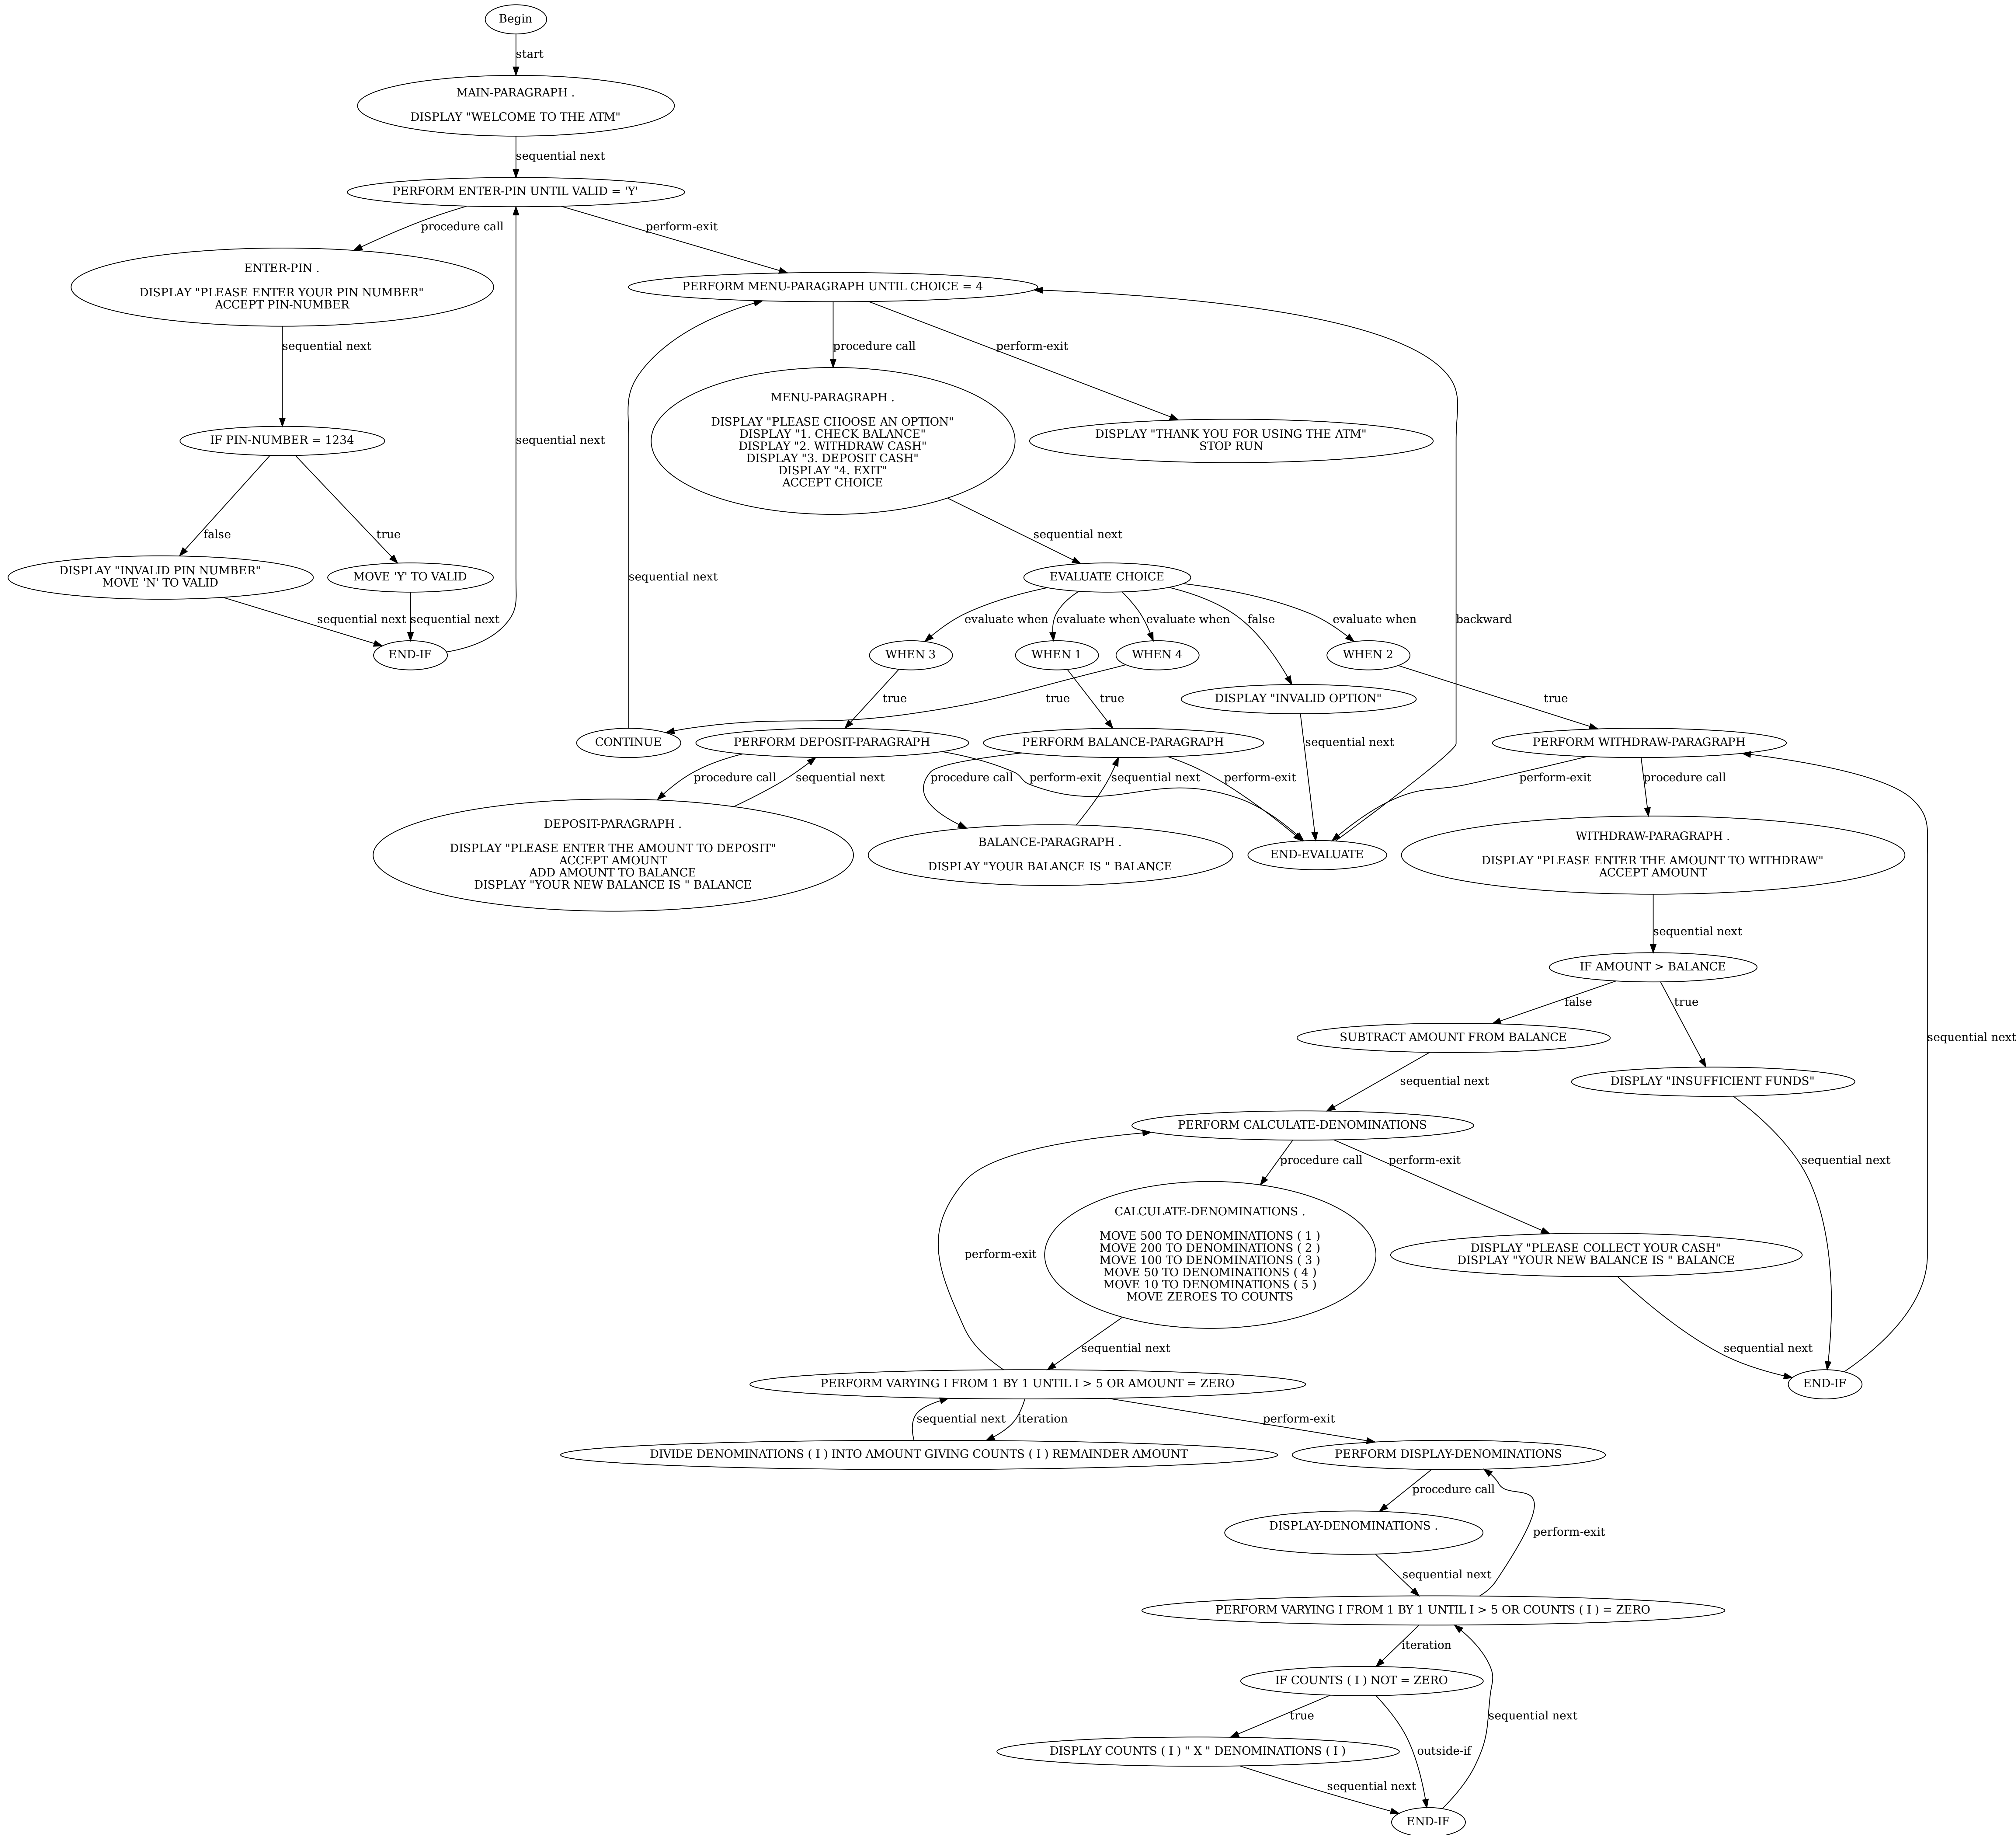 Begin
start
MAIN-PARAGRAPH .
DISPLAY "WELCOME TO THE ATM"
sequential next
PERFORM ENTER-PIN UNTIL VALID = 'Y'
procedure call
perform-exit
ENTER-PIN .
DISPLAY "PLEASE ENTER YOUR PIN NUMBER"
ACCEPT PIN-NUMBER
PERFORM MENU-PARAGRAPH UNTIL CHOICE = 4
sequential next
procedure call
perform-exit
MENU-PARAGRAPH .
DISPLAY "PLEASE CHOOSE AN OPTION"
DISPLAY "1. CHECK BALANCE"
DISPLAY "2. WITHDRAW CASH"
DISPLAY "3. DEPOSIT CASH"
DISPLAY "4. EXIT"
ACCEPT CHOICE
DISPLAY "THANK YOU FOR USING THE ATM"
STOP RUN
IF PIN-NUMBER = 1234
sequential next
false
true
sequential next
DISPLAY "INVALID PIN NUMBER"
MOVE 'N' TO VALID
MOVE 'Y' TO VALID
sequential next
EVALUATE CHOICE
sequential next
sequential next
evaluate when
evaluate when
evaluate when
false
evaluate when
backward
END-IF
WHEN 3
WHEN 1
WHEN 4
WHEN 2
true
true
true
DISPLAY "INVALID OPTION"
true
CONTINUE
PERFORM DEPOSIT-PARAGRAPH
PERFORM BALANCE-PARAGRAPH
sequential next
PERFORM WITHDRAW-PARAGRAPH
procedure call
sequential next
procedure call
perform-exit
sequential next
perform-exit
perform-exit
procedure call
DEPOSIT-PARAGRAPH .
DISPLAY "PLEASE ENTER THE AMOUNT TO DEPOSIT"
ACCEPT AMOUNT
ADD AMOUNT TO BALANCE
DISPLAY "YOUR NEW BALANCE IS " BALANCE
BALANCE-PARAGRAPH .
DISPLAY "YOUR BALANCE IS " BALANCE
END-EVALUATE
WITHDRAW-PARAGRAPH .
DISPLAY "PLEASE ENTER THE AMOUNT TO WITHDRAW"
ACCEPT AMOUNT
sequential next
IF AMOUNT > BALANCE
false
true
SUBTRACT AMOUNT FROM BALANCE
sequential next
sequential next
DISPLAY "INSUFFICIENT FUNDS"
PERFORM CALCULATE-DENOMINATIONS
procedure call
perform-exit
sequential next
CALCULATE-DENOMINATIONS .
MOVE 500 TO DENOMINATIONS ( 1 )
MOVE 200 TO DENOMINATIONS ( 2 )
MOVE 100 TO DENOMINATIONS ( 3 )
MOVE 50 TO DENOMINATIONS ( 4 )
MOVE 10 TO DENOMINATIONS ( 5 )
MOVE ZEROES TO COUNTS
perform-exit
DISPLAY "PLEASE COLLECT YOUR CASH"
DISPLAY "YOUR NEW BALANCE IS " BALANCE
sequential next
sequential next
PERFORM VARYING I FROM 1 BY 1 UNTIL I > 5 OR AMOUNT = ZERO
END-IF
sequential next
iteration
perform-exit
DIVIDE DENOMINATIONS ( I ) INTO AMOUNT GIVING COUNTS ( I ) REMAINDER AMOUNT
PERFORM DISPLAY-DENOMINATIONS
procedure call
DISPLAY-DENOMINATIONS .
perform-exit
sequential next
PERFORM VARYING I FROM 1 BY 1 UNTIL I > 5 OR COUNTS ( I ) = ZERO
iteration
IF COUNTS ( I ) NOT = ZERO
true
sequential next
DISPLAY COUNTS ( I ) " X " DENOMINATIONS ( I )
outside-if
sequential next
END-IF